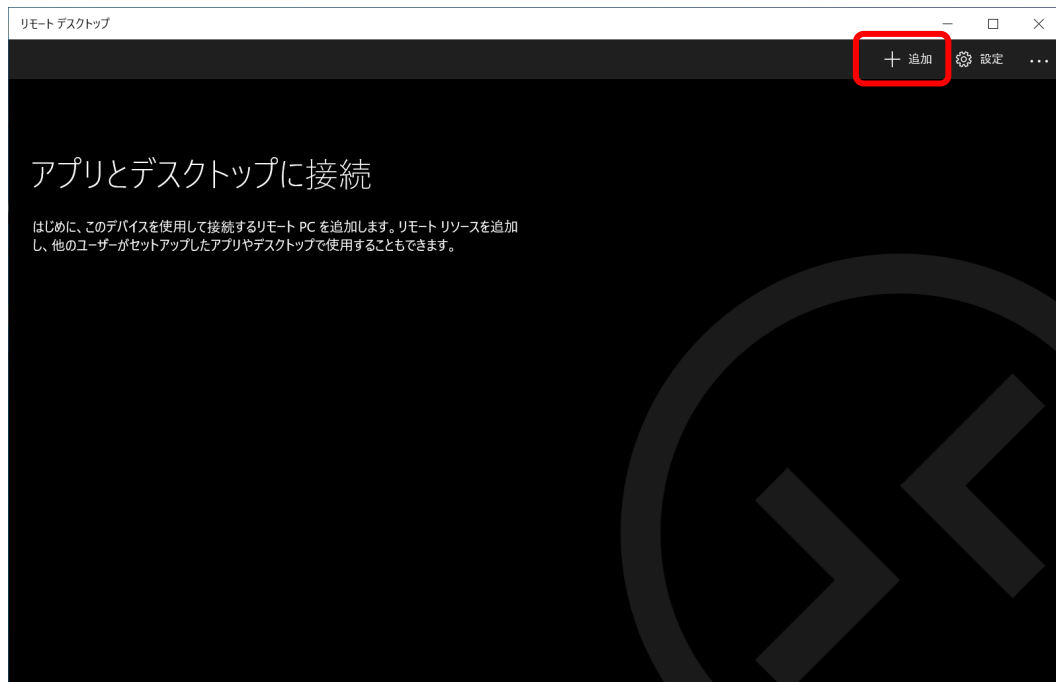 リモート デスクトップ
追加
設定
アプリとデスクトップに接続
はじめに、このデバイスを使用して接続するリモート PC を追加します。リモート リソースを追加
し、他のユーザーがセットアップしたアプリやデスクトップで使用することもできます。